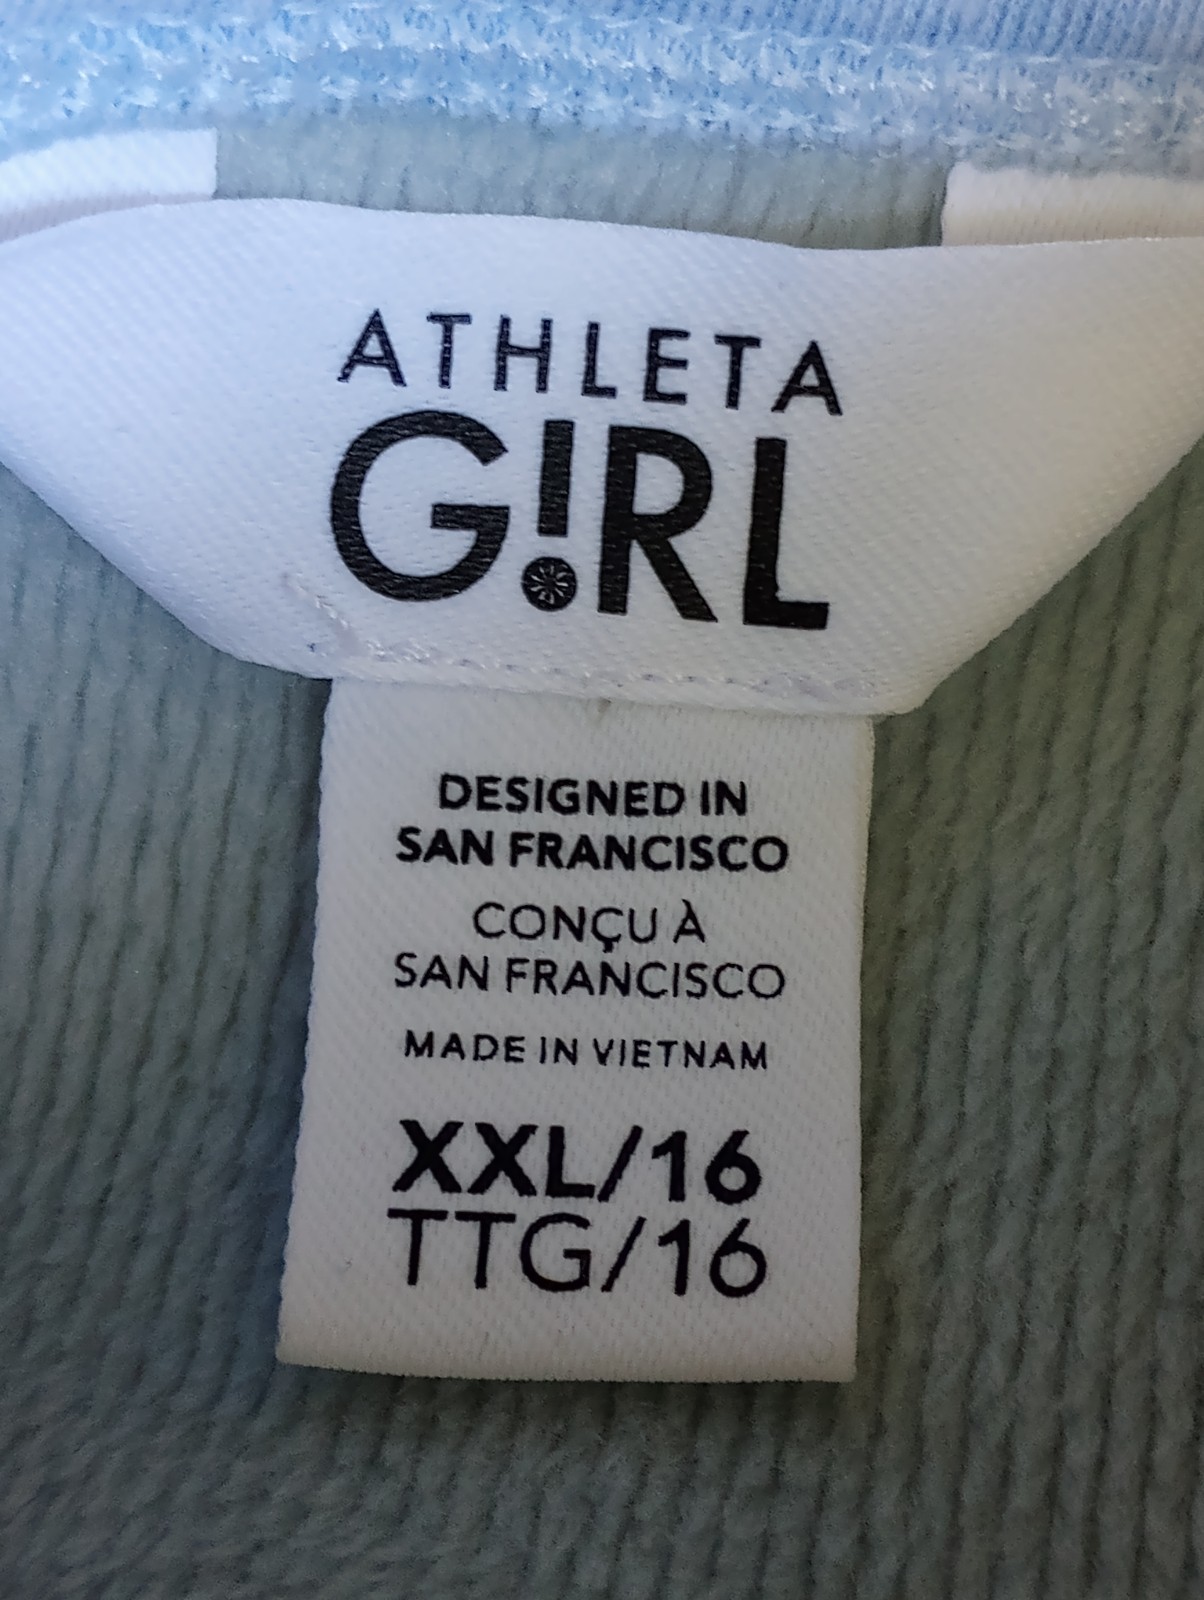 ATHLETA
G!RL
DESIGNED IN
SAN FRANCISCO
CONÇU À
SAN FRANCISCO
MADE IN VIETNAM
XXL/16
TTG/16